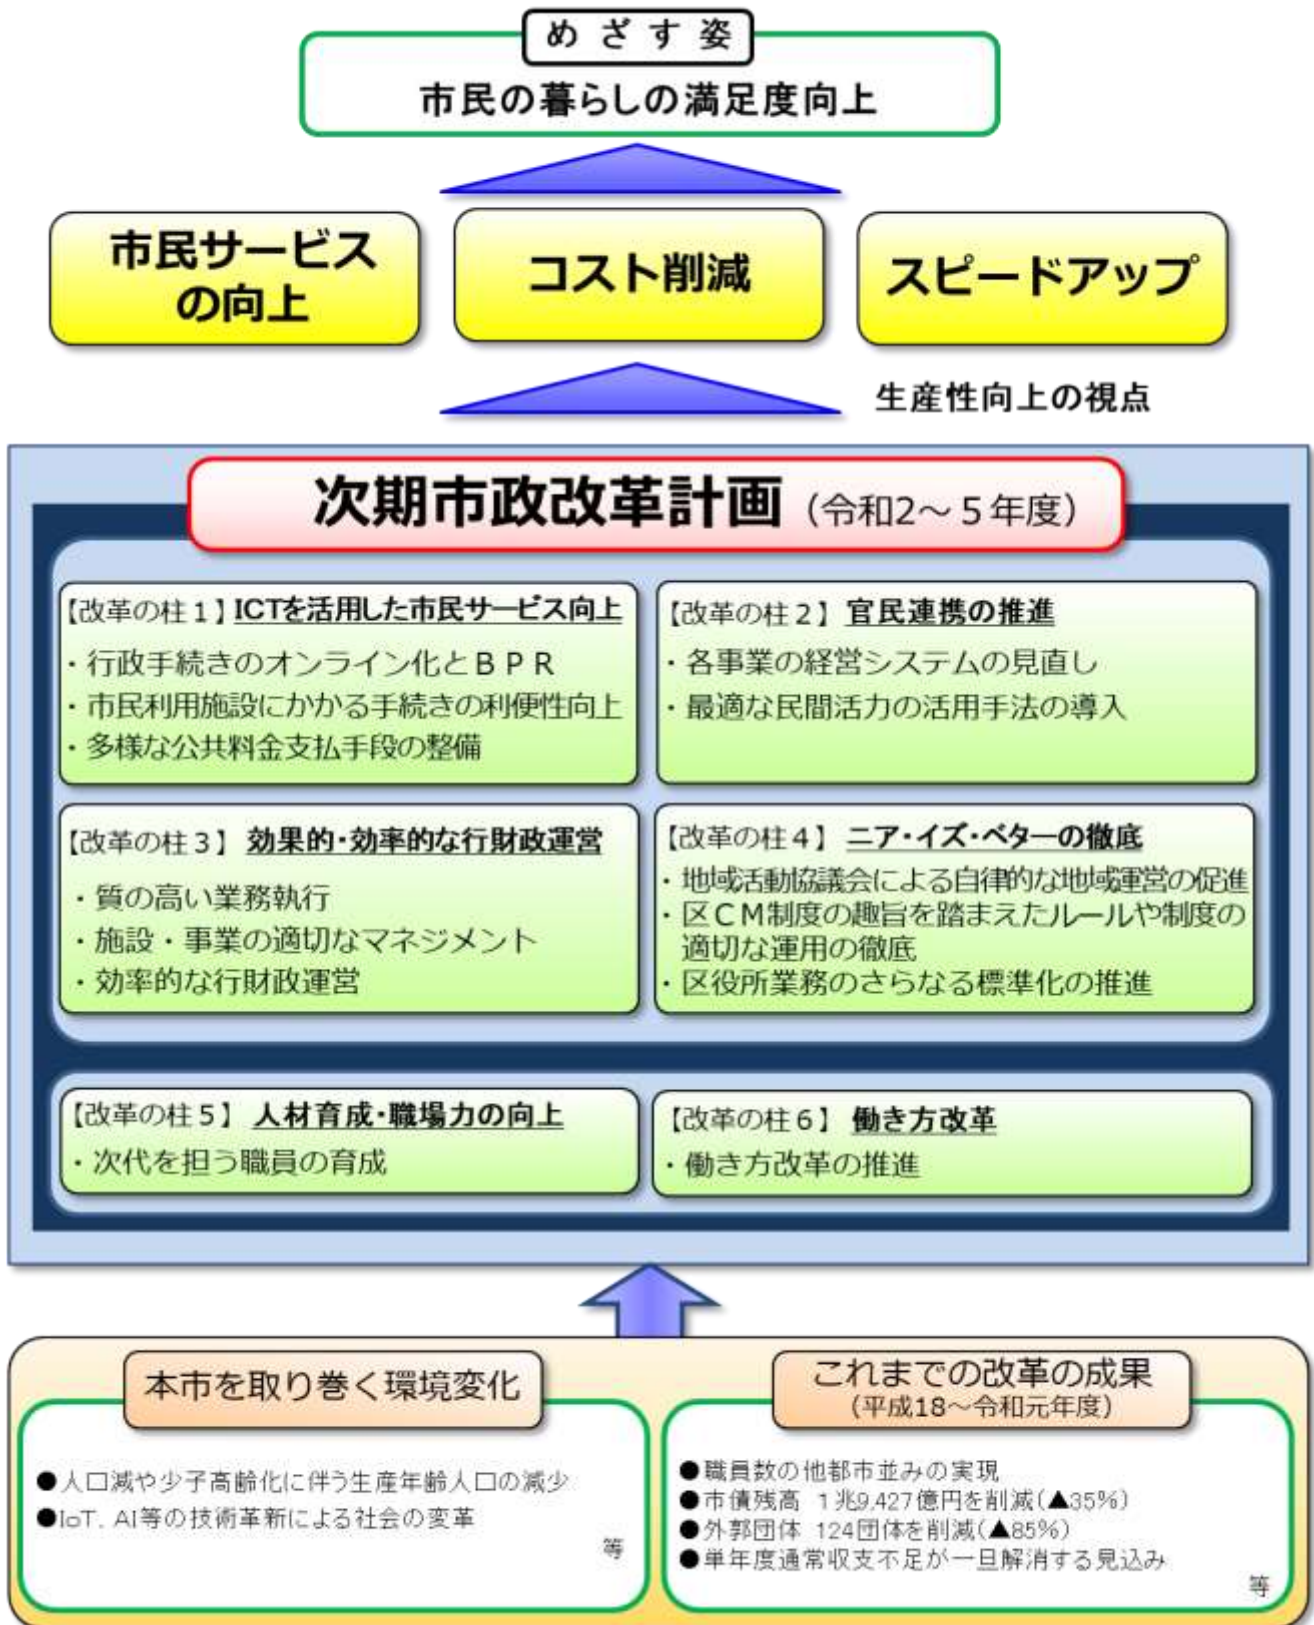 めざす姿
市民の暮らしの満足度向上
市民サービス
の向上
コスト削減
スピードアップ
生産性向上の視点
次期市政改革計画（令和2～５年度）
【改革の柱１】ICTを活用した市民サービス向上
・行政手続きのオンライン化とＢＰＲ
・市民利用施設にかかる手続きの利便性向上
・多様な公共料金支払手段の整備
【改革の柱２】官民連携の推進
・各事業の経営システムの見直し
・最適な民間活力の活用手法の導入
【改革の柱３】効果的・効率的な行財政運営
・質の高い業務執行
・施設・事業の適切なマネジメント
・効率的な行財政運営
【改革の柱４】ニア・イズ・ベターの徹底
・地域活動協議会による自律的な地域運営の促進
・区ＣＭ制度の趣旨を踏まえたルールや制度の
適切な運用の徹底
・区役所業務のさらなる標準化の推進
【改革の柱５】人材育成・職場力の向上
・次代を担う職員の育成
【改革の柱６】働き方改革
・働き方改革の推進
本市を取り巻く環境変化
●人口減や少子高齢化に伴う生産年齢人口の減少
●IoT、AI等の技術革新による社会の変革
等
これまでの改革の成果
（平成18～令和元年度）
●職員数の他都市並みの実現
●市債残高 1兆9,427億円を削減（▲35％）
●外郭団体 124団体を削減（▲85％）
●単年度通常収支不足が一旦解消する見込み
等